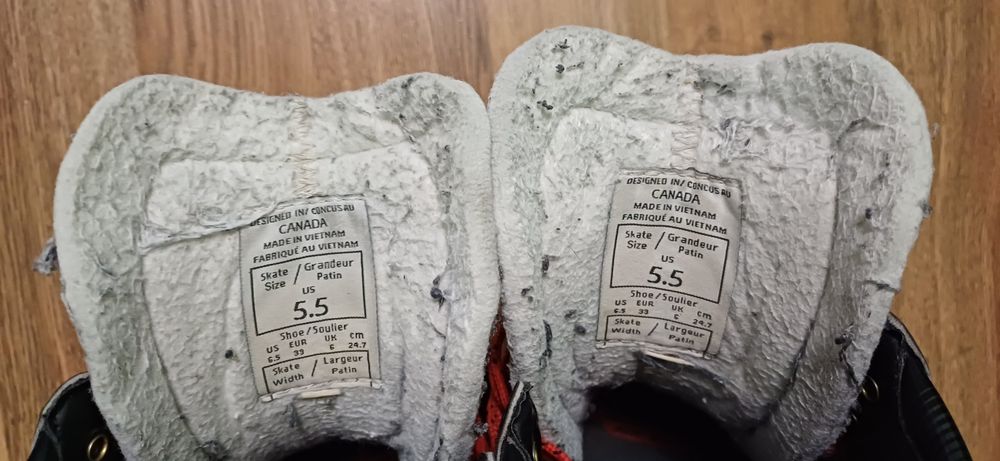 DESIGNED IN/ CONCUS AU
CANADA
MADE IN VIETNAM
FABRIQUÉ AU VIETNAM
Skate Size / Grandeur Patin
US
5.5
Shoe/Soulier
US EUR UK cm
6.5 39 6 24.7
Skate Width / Largeur Patin
DESIGNED IN/ CONCUS AU
CANADA
MADE IN VIETNAM
FABRIQUÉ AU VIETNAM
Skate Size / Grandeur Patin
US
5.5
Shoe/Soulier
US EUR UK cm
6.5 39 6 24.7
Skate Width / Largeur Patin